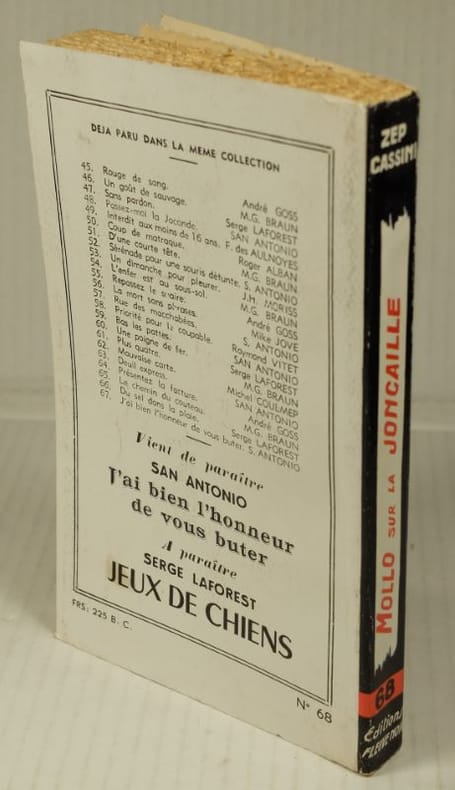 DEJA PARU DANS LA MEME COLLECTION
45. Rouge de sang. André GOSS
46. Un goût de sauvage. M.G. BRAUN
47. Sans pardon. Serge LAFOREST
48. Passez-moi la Joconde. SAN ANTONIO
49. Interdit aux moins de 16 ans. F. des AULNOYES
50. Coup de matraque. Roger ALBAN
51. D'une courte tête. M.G. BRAUN
52. Sérénade pour une souris défunte. S. ANTONIO
53. Un dimanche pour pleurer. J.H. MORISS
54. L'enfer est au sous-sol. M.G. BRAUN
55. Repassez le suaire. André GOSS
56. La mort sans phrases. Mike JOVE
57. Rue des macchabées. S. ANTONIO
58. Priorité pour la coupable. Raymond VITET
59. Bas les pattes. SAN ANTONIO
60. Une poigne de fer. Serge LAFOREST
61. Plus quatre. M.G. BRAUN
62. Mauvaise carte. Michel COULMER
63. Deuil express. SAN ANTONIO
64. Présentez la facture. André GOSS
65. Le chemin du couteau. M.G. BRAUN
66. Du sel dans la plaie. Serge LAFOREST
67. J'ai bien l'honneur de vous buter. S. ANTONIO
Vient de paraître
SAN ANTONIO
J'ai bien l'honneur
de vous buter
A paraître
SERGE LAFOREST
JEUX DE CHIENS
FRS: 225 B. C.
N° 68
ZEP
CASSINI
MOLLO SUR LA JONCAILLE
68
Éditions
FLEUVE NOIR